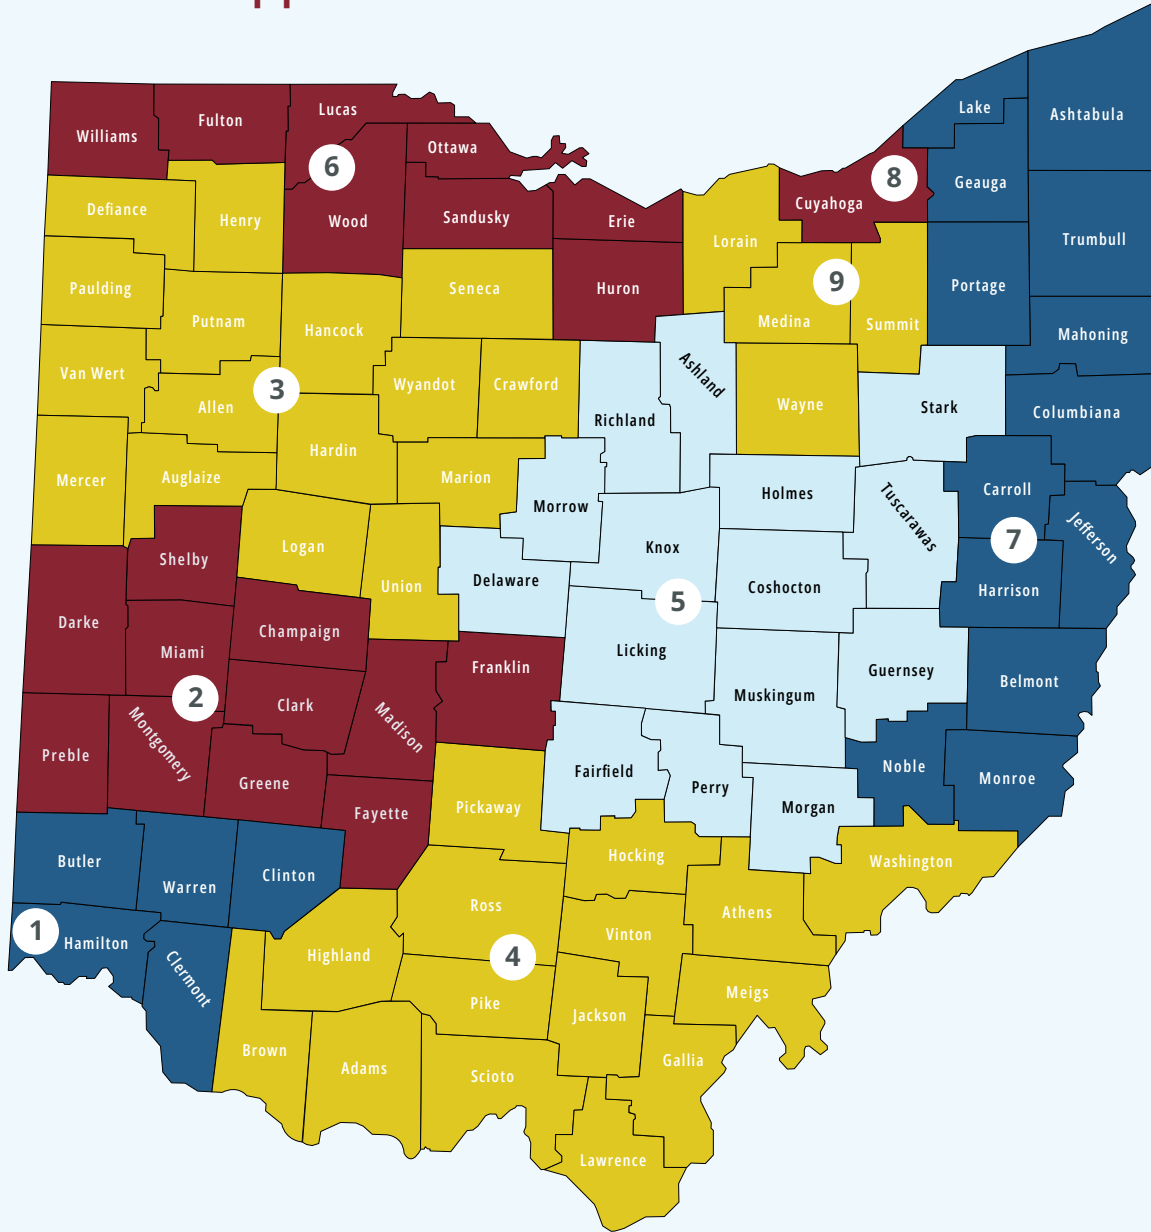 Lake
Ashtabula
Lucas
Fulton
Williams
Ottawa
6
8
Geauga
Cuyahoga
Defiance
Henry
Wood
Sandusky
Erie
Lorain
Trumbull
Paulding
Seneca
Huron
9
Portage
Putnam
Hancock
Medina
Summit
Mahoning
Van Wert
Allen
3
Wyandot
Crawford
Ashland
Wayne
Stark
Columbiana
Richland
Mercer
Auglaize
Hardin
Marion
Morrow
Holmes
Tuscarawas
Carroll
Jefferson
7
Shelby
Logan
Union
Delaware
Knox
Coshocton
Harrison
5
Darke
Miami
Champaign
Franklin
Licking
Muskingum
Guernsey
Belmont
2
Clark
Madison
Preble
Montgomery
Greene
Fayette
Pickaway
Fairfield
Perry
Morgan
Noble
Monroe
Butler
Warren
Clinton
Ross
Hocking
Athens
Washington
1
Hamilton
Clermont
Highland
4
Vinton
Pike
Jackson
Meigs
Brown
Adams
Scioto
Gallia
Lawrence